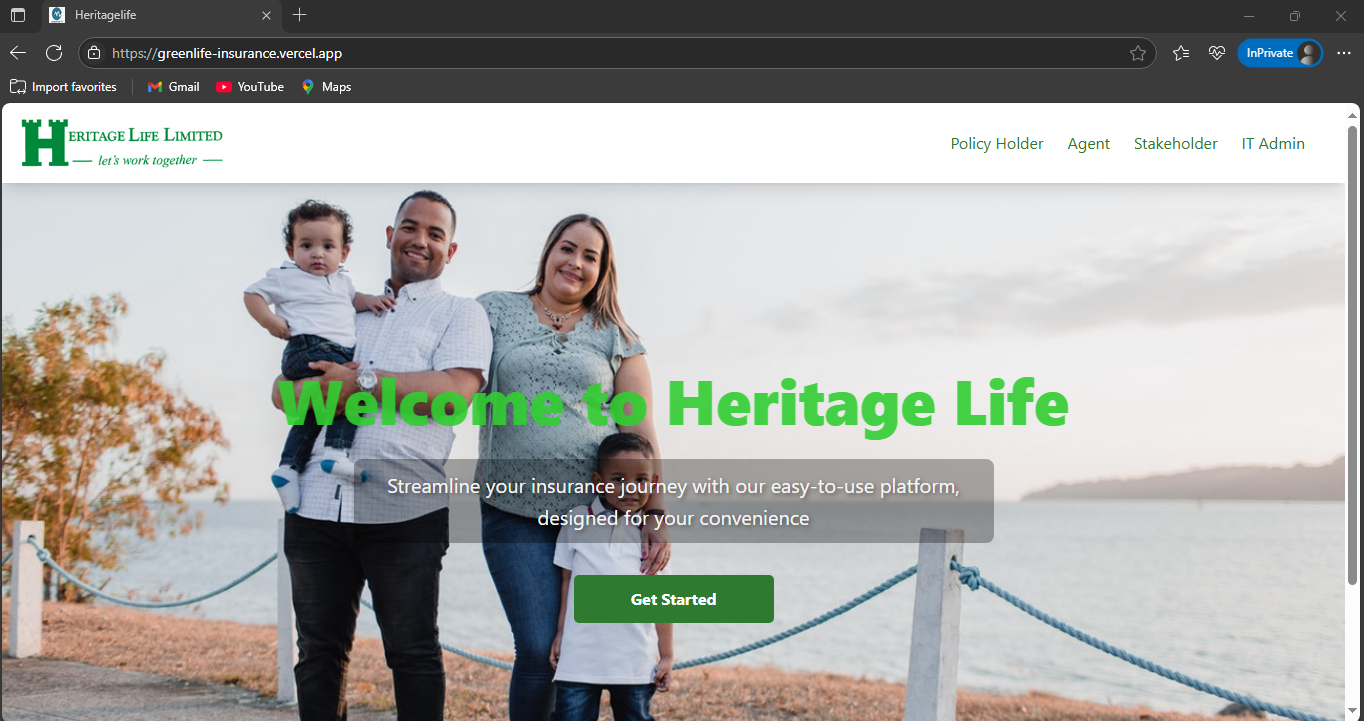 Heritagelife
https://greenlife-insurance.vercel.app
InPrivate
Import favorites
Gmail
YouTube
Maps
HERITAGE LIFE LIMITED
let's work together
Policy Holder
Agent
Stakeholder
IT Admin
Welcome to Heritage Life
Streamline your insurance journey with our easy-to-use platform,
designed for your convenience
Get Started